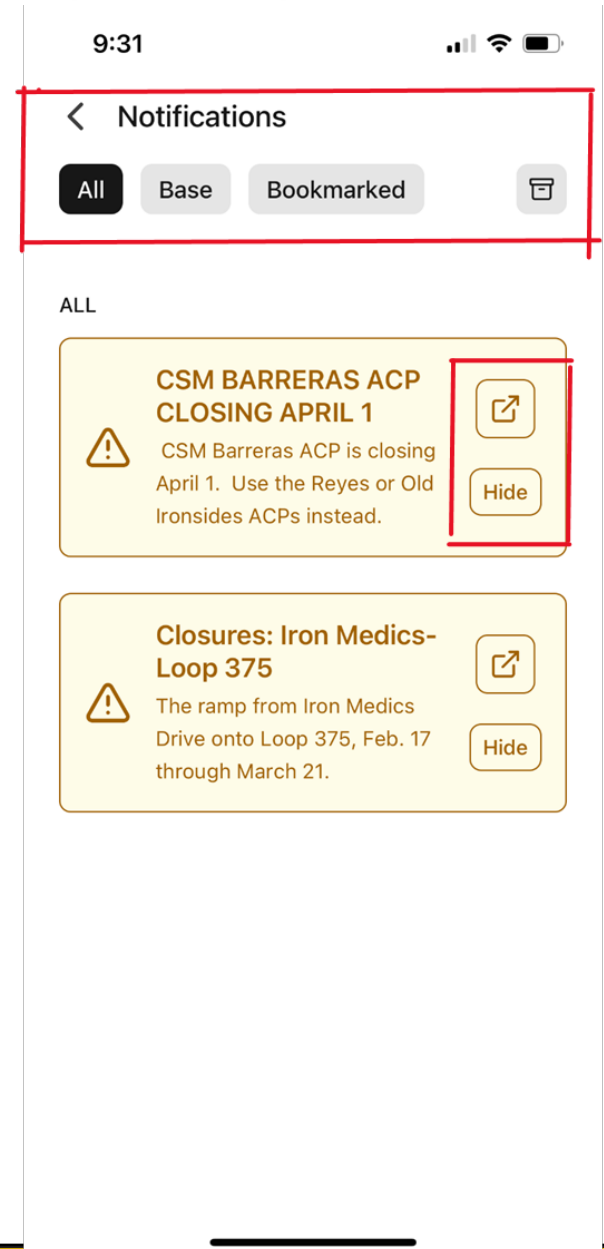 9:31
Notifications
All Base Bookmarked
ALL
CSM BARRERAS ACP
CLOSING APRIL 1
CSM Barreras ACP is closing
April 1.  Use the Reyes or Old
Ironsides ACPs instead.
Hide
Closures: Iron Medics-
Loop 375
The ramp from Iron Medics
Drive onto Loop 375, Feb. 17
through March 21.
Hide